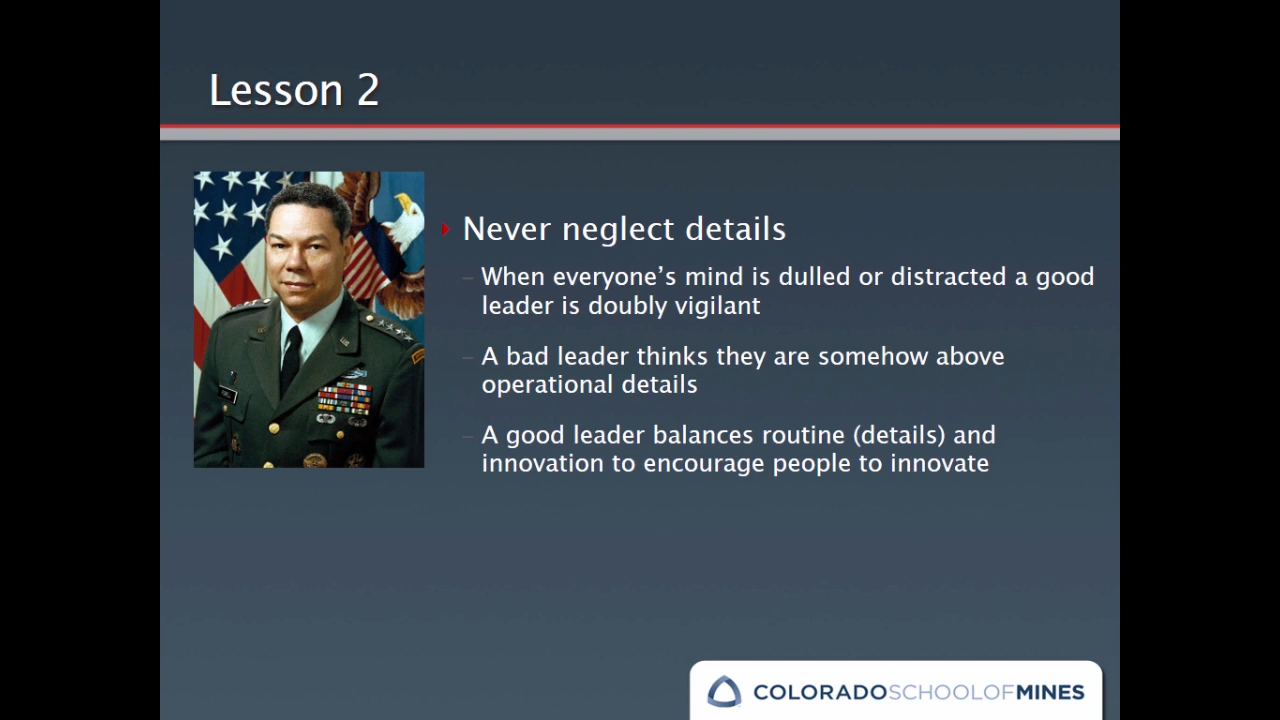 Lesson 2
Never neglect details
– When everyone’s mind is dulled or distracted a good
leader is doubly vigilant
– A bad leader thinks they are somehow above
operational details
– A good leader balances routine (details) and
innovation to encourage people to innovate
COLORADOSCHOOLOFMINES